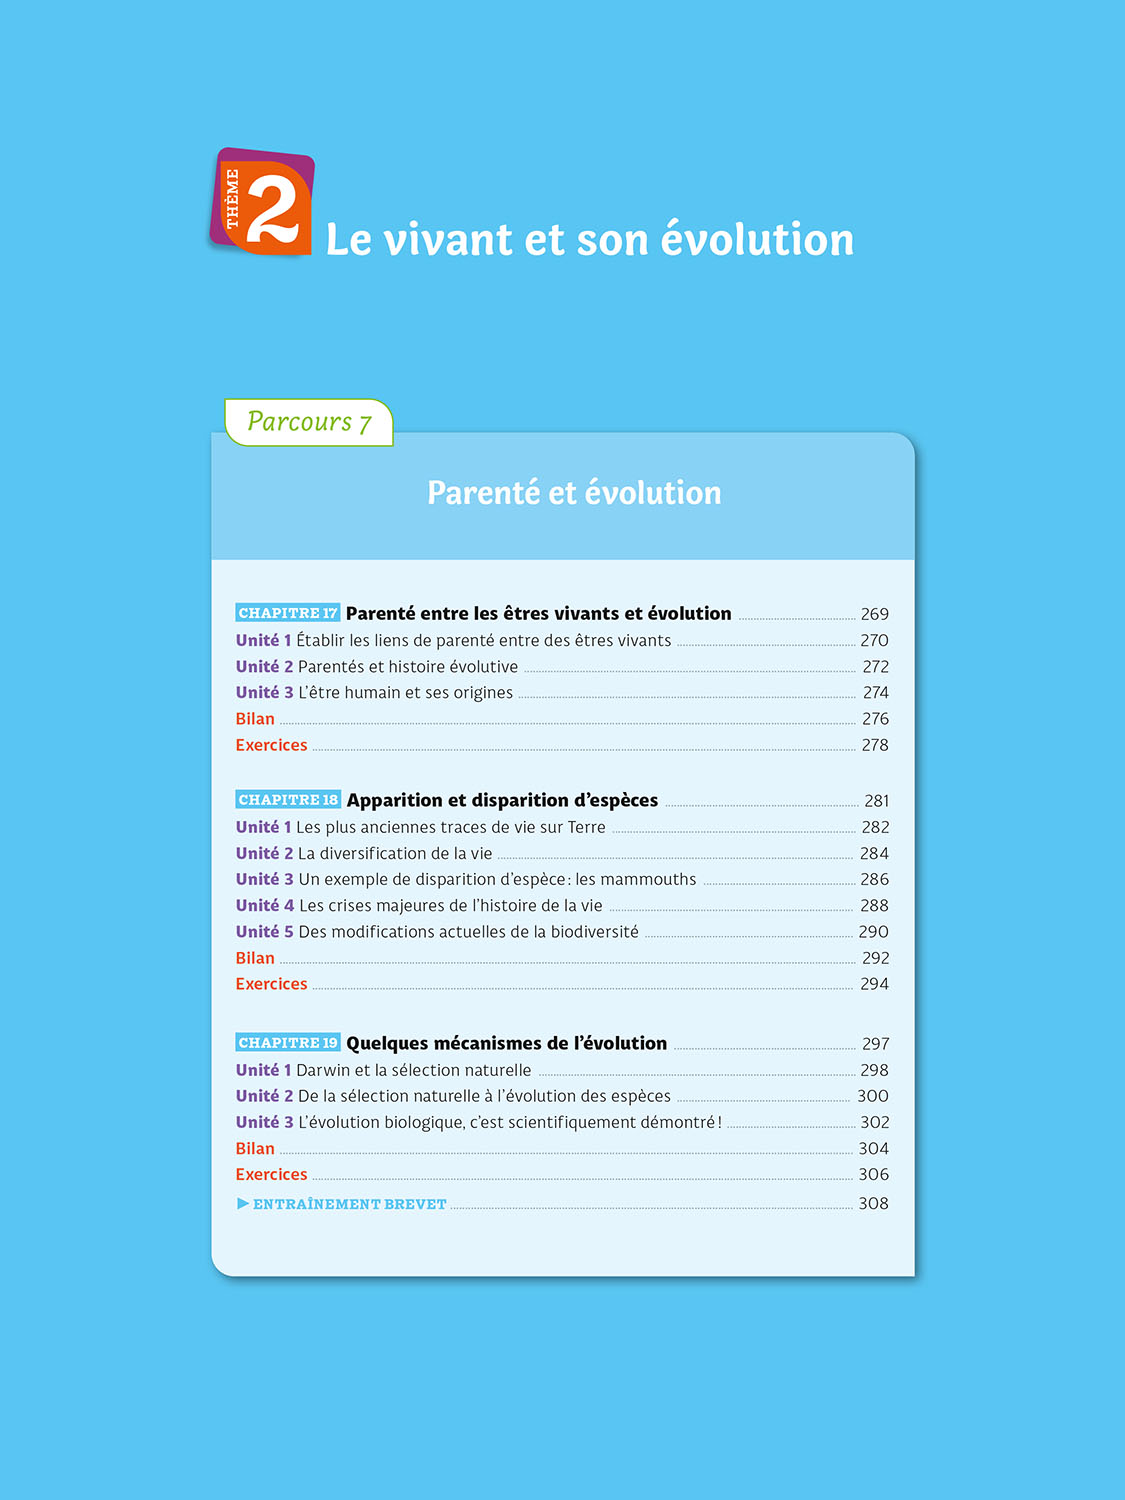 THÈME
2
Le vivant et son évolution
Parcours 7
Parenté et évolution
CHAPITRE 17 Parenté entre les êtres vivants et évolution 269
Unité 1 Établir les liens de parenté entre des êtres vivants 270
Unité 2 Parentés et histoire évolutive 272
Unité 3 L'être humain et ses origines 274
Bilan 276
Exercices 278
CHAPITRE 18 Apparition et disparition d'espèces 281
Unité 1 Les plus anciennes traces de vie sur Terre 282
Unité 2 La diversification de la vie 284
Unité 3 Un exemple de disparition d'espèce : les mammouths 286
Unité 4 Les crises majeures de l'histoire de la vie 288
Unité 5 Des modifications actuelles de la biodiversité 290
Bilan 292
Exercices 294
CHAPITRE 19 Quelques mécanismes de l'évolution 297
Unité 1 Darwin et la sélection naturelle 298
Unité 2 De la sélection naturelle à l'évolution des espèces 300
Unité 3 L'évolution biologique, c'est scientifiquement démontré ! 302
Bilan 304
Exercices 306
▶ ENTRAÎNEMENT BREVET 308